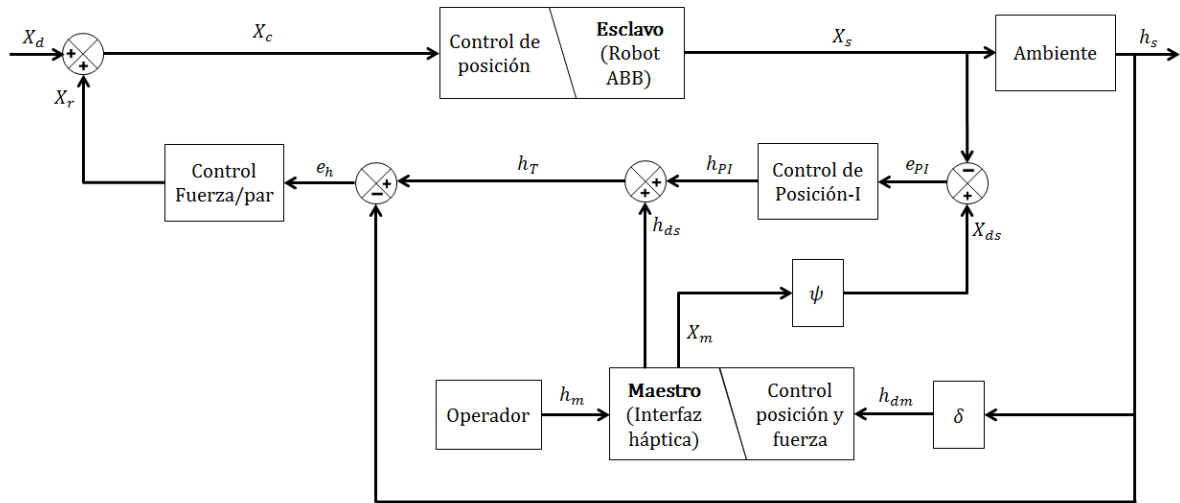 X_d
X_c
Control de
posición
Esclavo
(Robot
ABB)
X_s
Ambiente
h_s
+
+
X_r
Control
Fuerza/par
e_h
+
−
h_T
+
+
h_PI
Control de
Posición-I
e_PI
−
+
h_ds
X_ds
ψ
X_m
Operador
h_m
Maestro
(Interfaz
háptica)
Control
posición y
fuerza
h_dm
δ